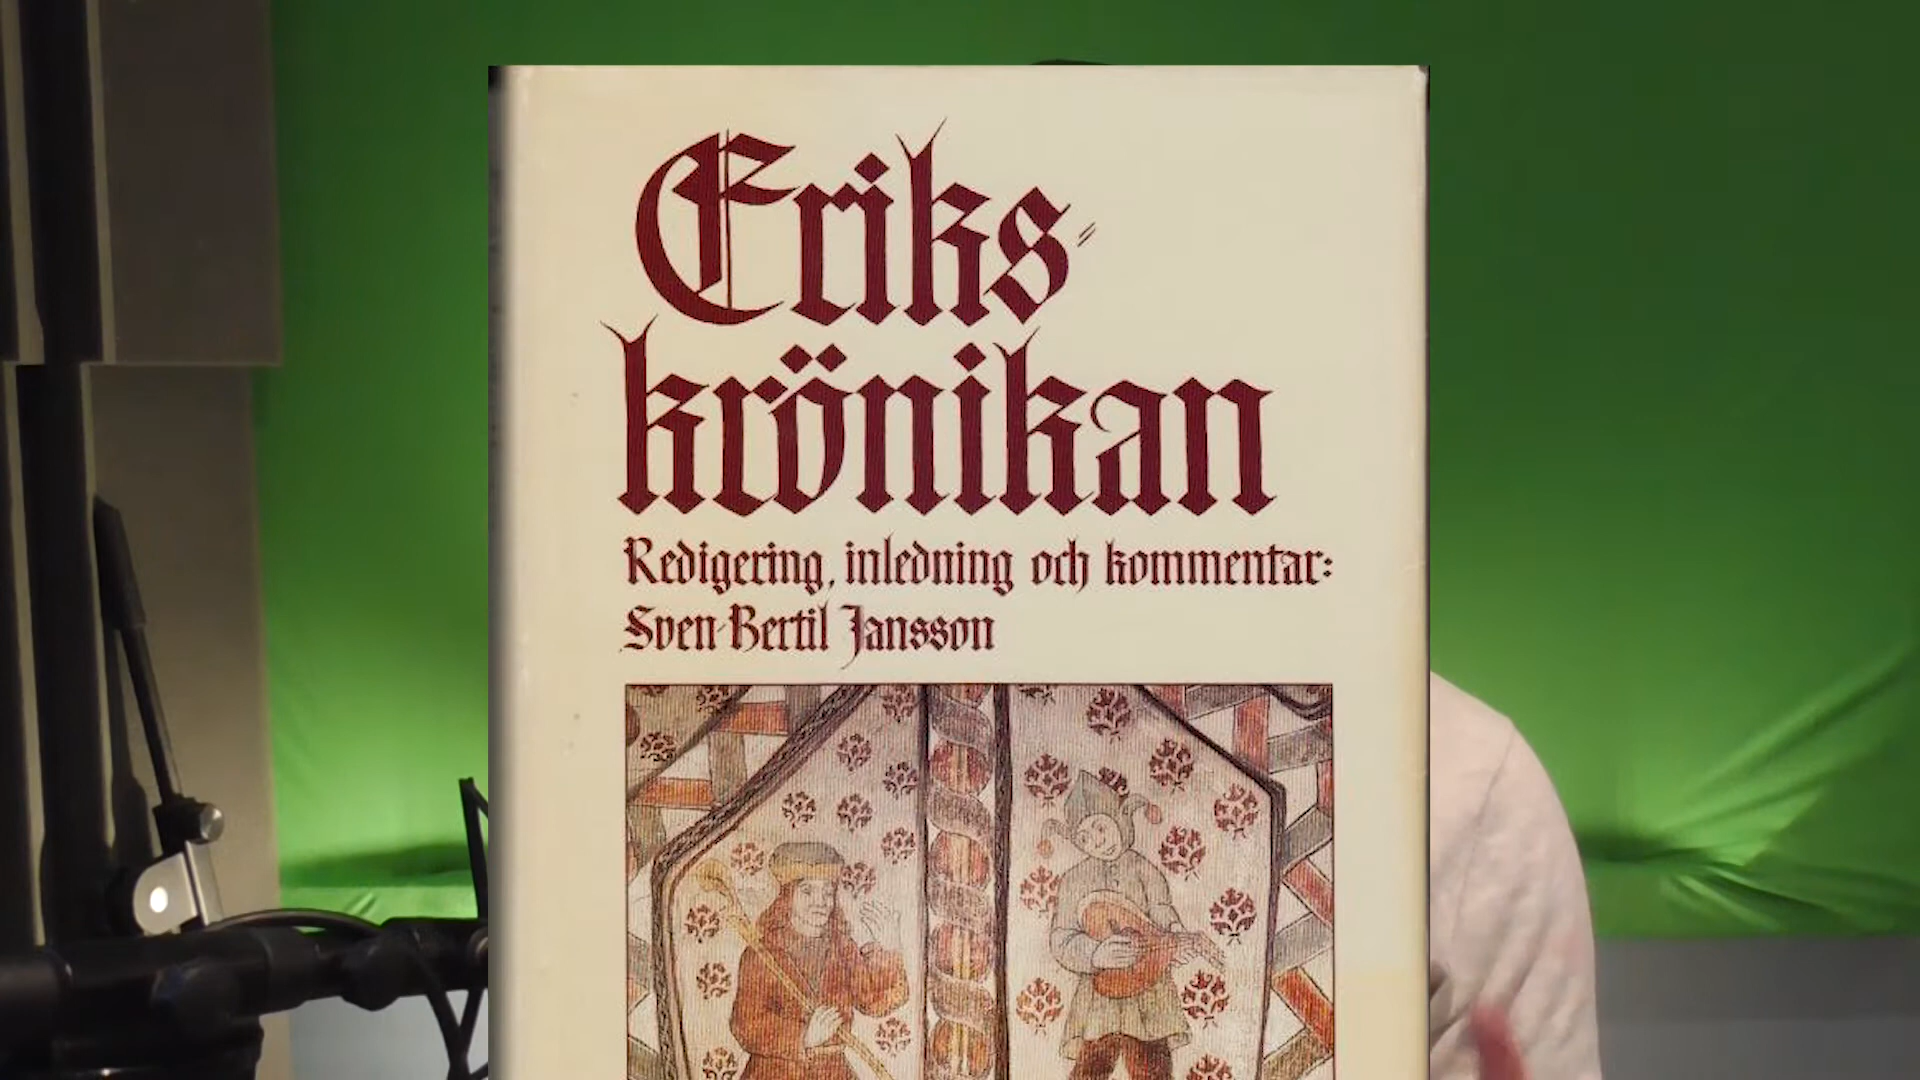 Eriks-
krönikan
Redigering, inledning och kommentar:
Sven-Bertil Jansson